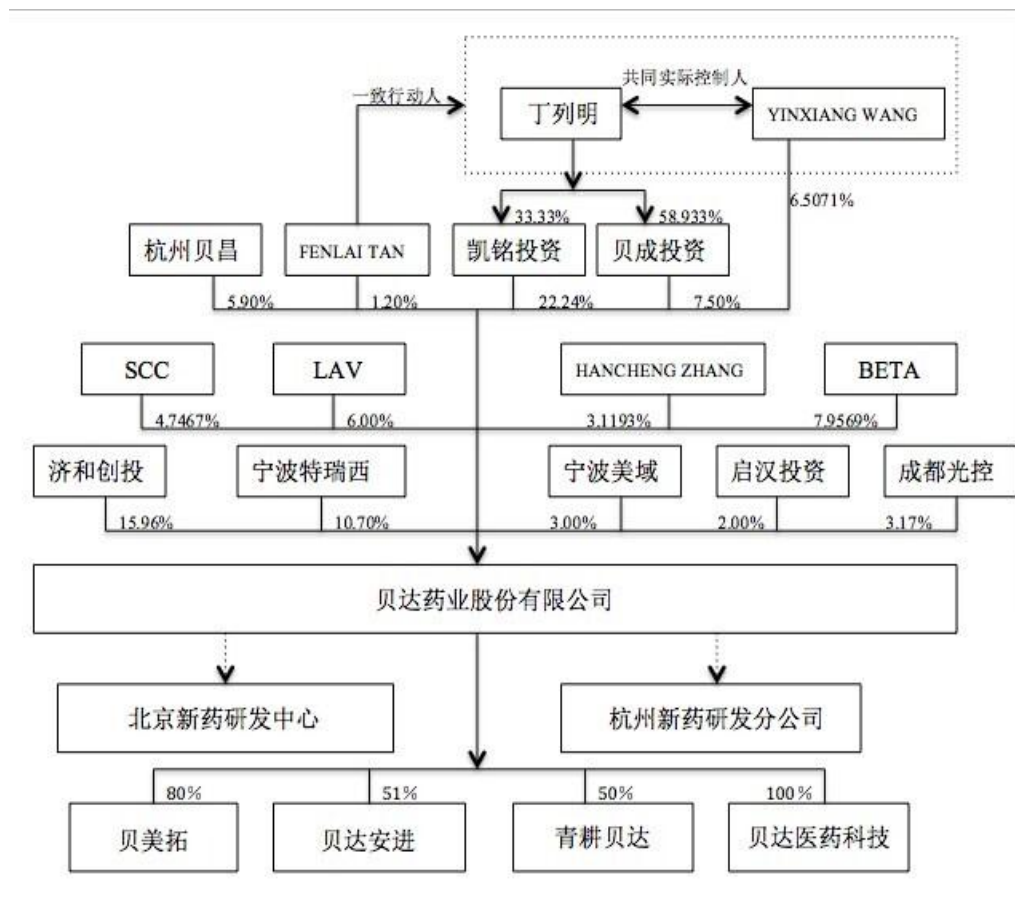 共同实际控制人
一致行动人
丁列明
YINXIANG WANG
6.5071%
33.33%
58.933%
杭州贝昌
FENLAI TAN
凯铭投资
贝成投资
5.90%
1.20%
22.24%
7.50%
SCC
LAV
HANCHENG ZHANG
BETA
4.7467%
6.00%
3.1193%
7.9569%
济和创投
宁波特瑞西
宁波美域
启汉投资
成都光控
15.96%
10.70%
3.00%
2.00%
3.17%
贝达药业股份有限公司
北京新药研发中心
杭州新药研发分公司
80%
51%
50%
100%
贝美拓
贝达安进
青耕贝达
贝达医药科技